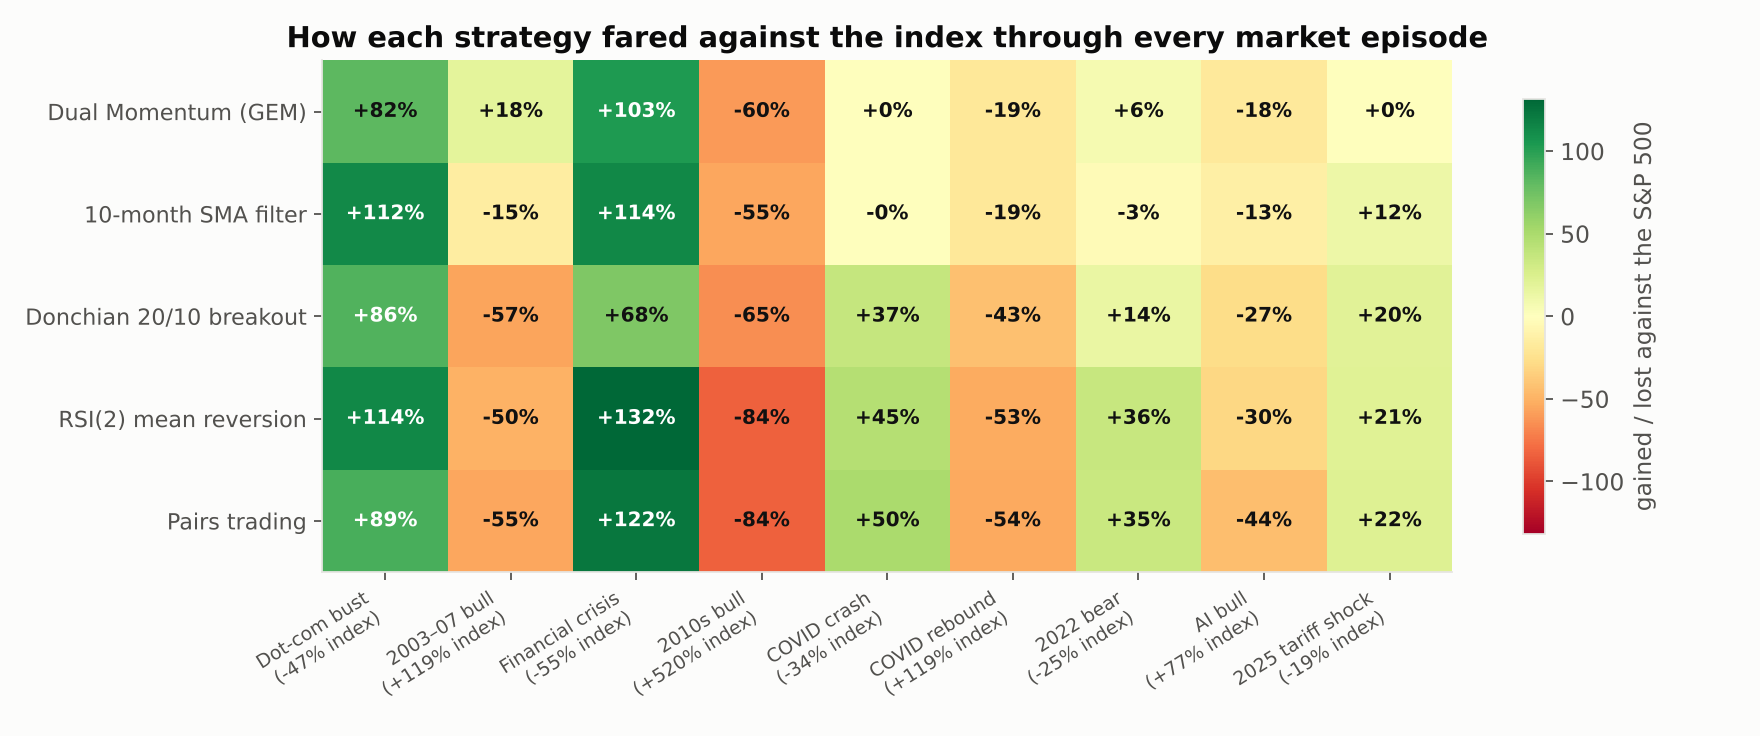 How each strategy fared against the index through every market episode
Dual Momentum (GEM) +82% +18% +103% -60% +0% -19% +6% -18% +0%
10-month SMA filter +112% -15% +114% -55% -0% -19% -3% -13% +12%
Donchian 20/10 breakout +86% -57% +68% -65% +37% -43% +14% -27% +20%
RSI(2) mean reversion +114% -50% +132% -84% +45% -53% +36% -30% +21%
Pairs trading +89% -55% +122% -84% +50% -54% +35% -44% +22%
Dot-com bust
(-47% index)
2003–07 bull
(+119% index)
Financial crisis
(-55% index)
2010s bull
(+520% index)
COVID crash
(-34% index)
COVID rebound
(+119% index)
2022 bear
(-25% index)
AI bull
(+77% index)
2025 tariff shock
(-19% index)
100
50
0
−50
−100
gained / lost against the S&P 500